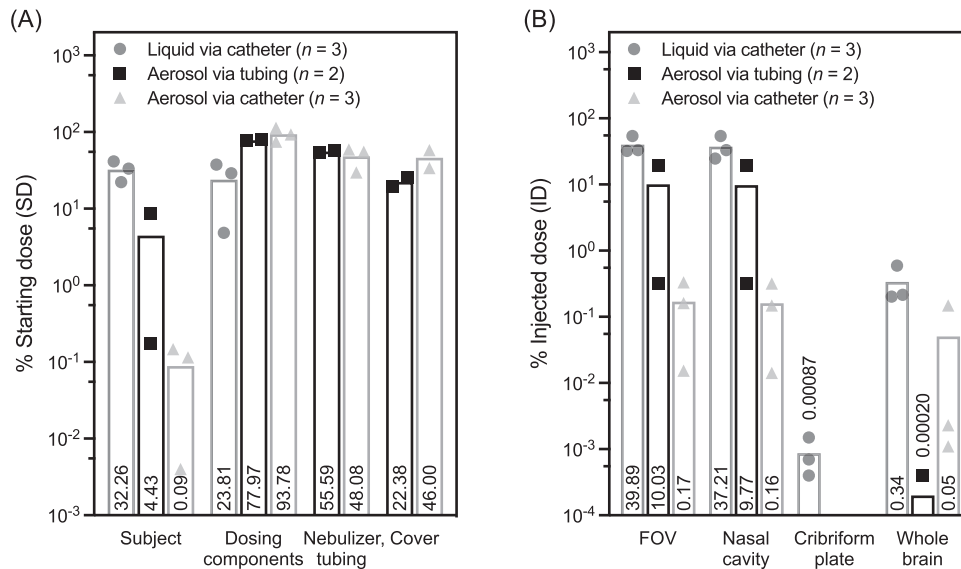 (A)
10³
10²
10¹
10⁰
10⁻¹
10⁻²
10⁻³
% Starting dose (SD)
Liquid via catheter (n = 3)
Aerosol via tubing (n = 2)
Aerosol via catheter (n = 3)
32.26
4.43
0.09
23.81
77.97
93.78
55.59
48.08
22.38
46.00
Subject
Dosing
components
Nebulizer,
tubing
Cover
(B)
10³
10²
10¹
10⁰
10⁻¹
10⁻²
10⁻³
10⁻⁴
% Injected dose (ID)
Liquid via catheter (n = 3)
Aerosol via tubing (n = 2)
Aerosol via catheter (n = 3)
39.89
10.03
0.17
37.21
9.77
0.16
0.00087
0.34
0.00020
0.05
FOV
Nasal
cavity
Cribriform
plate
Whole
brain